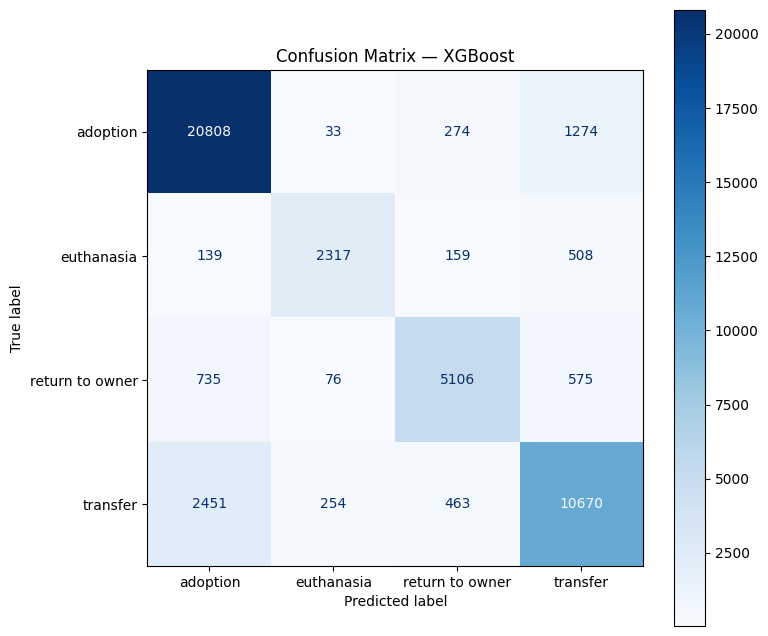 Confusion Matrix — XGBoost
adoption 20808 33 274 1274
euthanasia 139 2317 159 508
return to owner 735 76 5106 575
transfer 2451 254 463 10670
adoption euthanasia return to owner transfer
Predicted label
True label
20000
17500
15000
12500
10000
7500
5000
2500